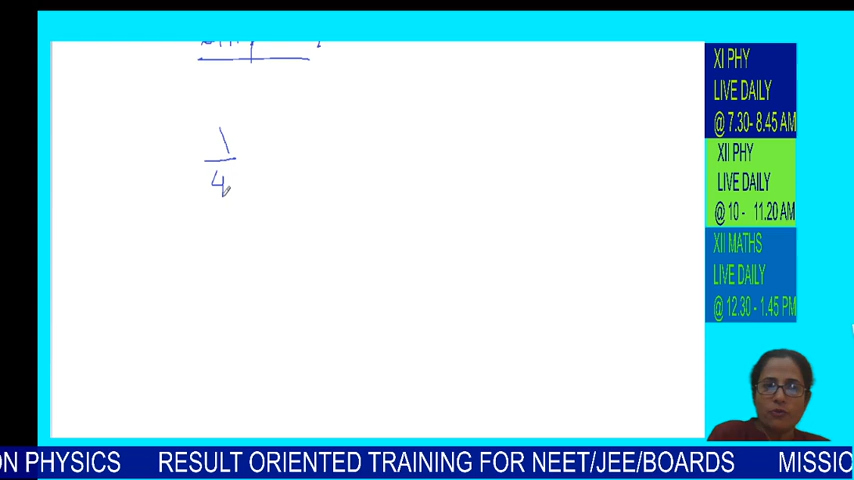 1
4
XI PHY
LIVE DAILY
@ 7.30- 8.45 AM
XII PHY
LIVE DAILY
@ 10 - 11.20 AM
XII MATHS
LIVE DAILY
@ 12.30 - 1.45 PM
ON PHYSICS RESULT ORIENTED TRAINING FOR NEET/JEE/BOARDS MISSIO